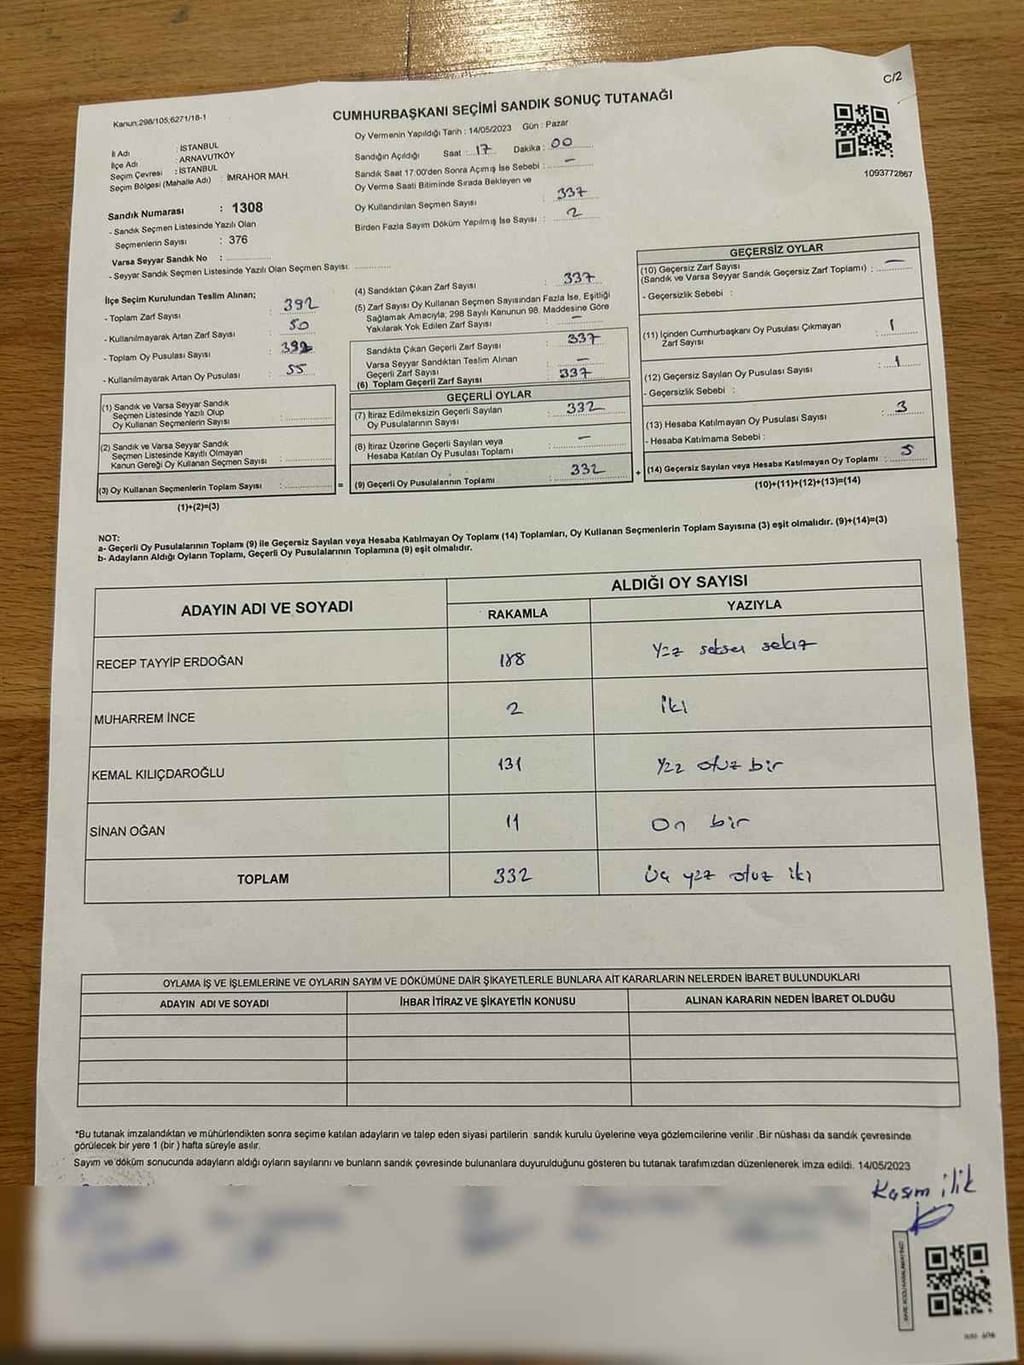 C/2
Kanun:298/105,6271/18-1
CUMHURBAŞKANI SEÇİMİ SANDIK SONUÇ TUTANAĞI
Oy Vermenin Yapıldığı Tarih : 14/05/2023 Gün : Pazar
İl Adı : İSTANBUL
İlçe Adı : ARNAVUTKÖY
Seçim Çevresi : İSTANBUL
Seçim Bölgesi (Mahalle Adı) : İMRAHOR MAH.
Sandık Numarası : 1308
- Sandık Seçmen Listesinde Yazılı Olan
Seçmenlerin Sayısı : 376
Varsa Seyyar Sandık No :
- Seyyar Sandık Seçmen Listesinde Yazılı Olan Seçmen Sayısı:
Sandığın Açıldığı Saat : 17 Dakika : 00
Sandık Saat 17:00'den Sonra Açımış İse Sebebi : –
Oy Verme Saati Bitiminde Sırada Bekleyen ve
Oy Kullandırılan Seçmen Sayısı : 337
Birden Fazla Sayım Döküm Yapılmış İse Sayısı : 2
1093772867
İlçe Seçim Kurulundan Teslim Alınan;
- Toplam Zarf Sayısı : 392
- Kullanılmayarak Artan Zarf Sayısı : 50
- Toplam Oy Pusulası Sayısı : 392
- Kullanılmayarak Artan Oy Pusulası : 55
(1) Sandık ve Varsa Seyyar Sandık
Seçmen Listesinde Yazılı Olup
Oy Kullanan Seçmenlerin Sayısı :
(2) Sandık ve Varsa Seyyar Sandık
Seçmen Listesinde Kayıtlı Olmayan
Kanun Gereği Oy Kullanan Seçmen Sayısı :
(3) Oy Kullanan Seçmenlerin Toplam Sayısı :
(1)+(2)=(3)
=
(4) Sandıktan Çıkan Zarf Sayısı : 337
(5) Zarf Sayısı Oy Kullanan Seçmen Sayısından Fazla İse, Eşitliği
Sağlamak Amacıyla, 298 Sayılı Kanunun 98. Maddesine Göre
Yakılarak Yok Edilen Zarf Sayısı : –
Sandıkta Çıkan Geçerli Zarf Sayısı : 337
Varsa Seyyar Sandıktan Teslim Alınan
Geçerli Zarf Sayısı : –
(6) Toplam Geçerli Zarf Sayısı : 337
GEÇERLİ OYLAR
(7) İtiraz Edilmeksizin Geçerli Sayılan
Oy Pusulasının Sayısı : 332
(8) İtiraz Üzerine Geçerli Sayılan veya
Hesaba Katılan Oy Pusulası Toplamı : –
(9) Geçerli Oy Pusulalarının Toplamı : 332
+
GEÇERSİZ OYLAR
(10) Geçersiz Zarf Sayısı
(Sandık ve Varsa Seyyar Sandık Geçersiz Zarf Toplamı) : –
- Geçersizlik Sebebi :
(11) İçinden Cumhurbaşkanı Oy Pusulası Çıkmayan
Zarf Sayısı : 1
(12) Geçersiz Sayılan Oy Pusulası Sayısı : 1
- Geçersizlik Sebebi :
(13) Hesaba Katılmayan Oy Pusulası Sayısı : 3
- Hesaba Katılmama Sebebi :
(14) Geçersiz Sayılan veya Hesaba Katılmayan Oy Toplamı : 5
(10)+(11)+(12)+(13)=(14)
NOT:
a- Geçerli Oy Pusulalarının Toplamı (9) ile Geçersiz Sayılan veya Hesaba Katılmayan Oy Toplamı (14) Toplamları, Oy Kullanan Seçmenlerin Toplam Sayısına (3) eşit olmalıdır. (9)+(14)=(3)
b- Adayların Aldığı Oyların Toplamı, Geçerli Oy Pusulalarının Toplamına (9) eşit olmalıdır.
ADAYIN ADI VE SOYADI ALDIĞI OY SAYISI
RAKAMLA YAZIYLA
RECEP TAYYİP ERDOĞAN 188 Yüz seksen sekiz
MUHARREM İNCE 2 iki
KEMAL KILIÇDAROĞLU 131 Yüz otuz bir
SİNAN OĞAN 11 On bir
TOPLAM 332 Üç yüz otuz iki
OYLAMA İŞ VE İŞLEMLERİNE VE OYLARIN SAYIM VE DÖKÜMÜNE DAİR ŞİKAYETLERLE BUNLARA AİT KARARLARIN NELERDEN İBARET BULUNDUKLARI
ADAYIN ADI VE SOYADI İHBAR İTİRAZ VE ŞİKAYETİN KONUSU ALINAN KARARIN NEDEN İBARET OLDUĞU
*Bu tutanak imzalandıktan ve mühürlendikten sonra seçime katılan adayların ve talep eden siyasi partilerin sandık kurulu üyelerine veya gözlemcilerine verilir .Bir nüshası da sandık çevresinde
görülecek bir yere 1 (bir ) hafta süreyle asılır.
Sayım ve döküm sonucunda adayların aldığı oyların sayılarını ve bunların sandık çevresinde bulunanlara duyurulduğunu gösteren bu tutanak tarafımızdan düzenlenerek imza edildi. 14/05/2023
Kasım ilik